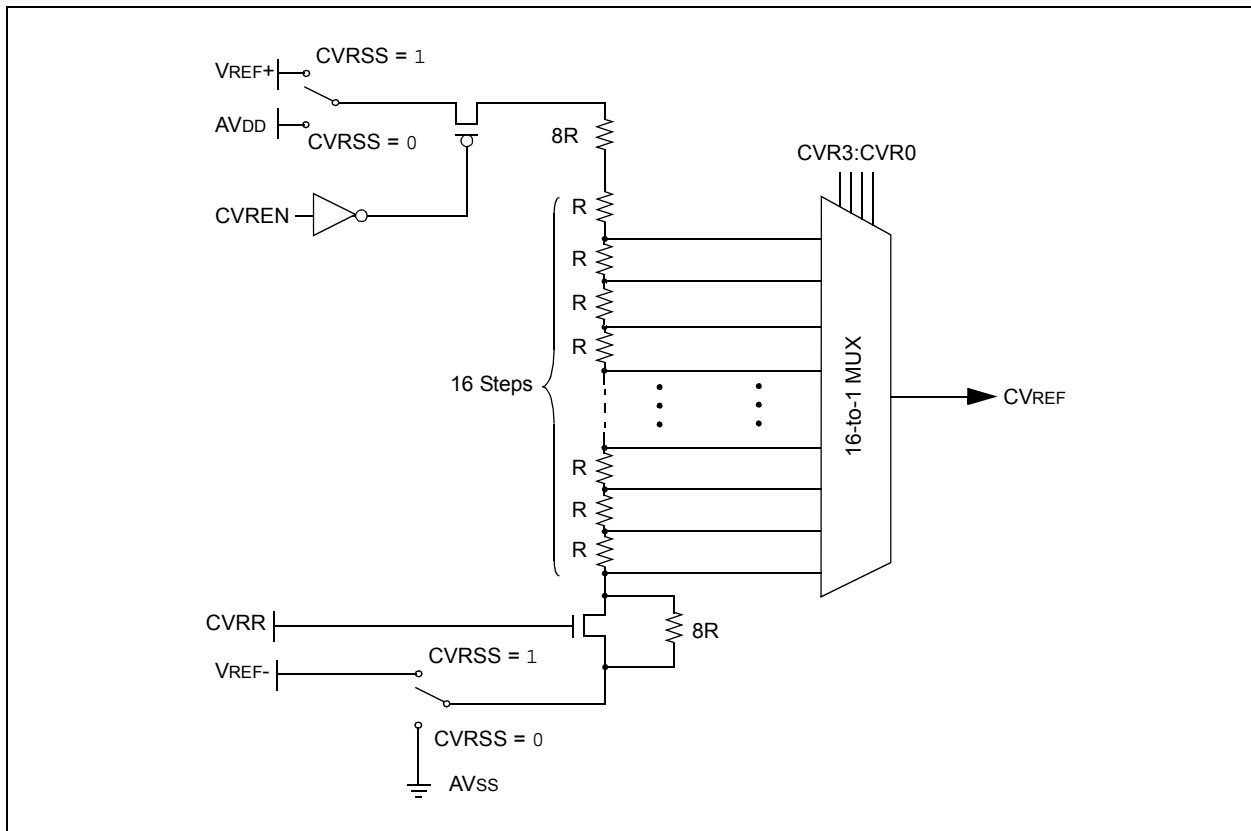 CVRSS = 1
VREF+
8R
AVDD
CVRSS = 0
CVR3:CVR0
CVREN
R
R
R
R
16 Steps
16-to-1 MUX
CVREF
R
R
R
CVRR
8R
CVRSS = 1
VREF-
CVRSS = 0
AVSS